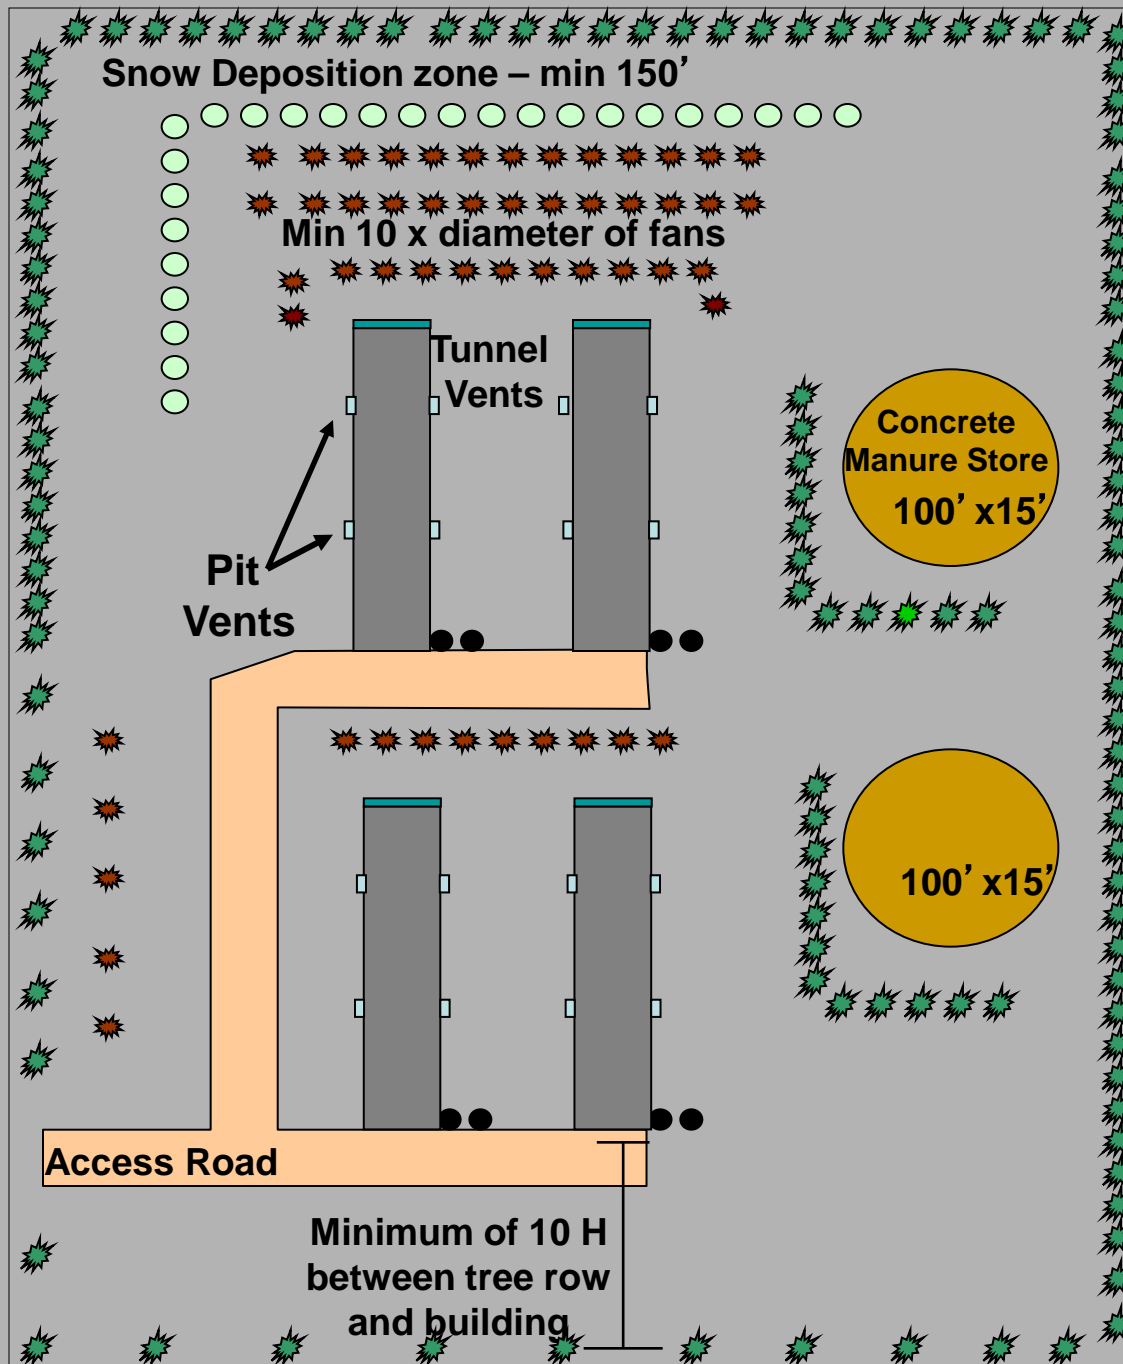 Snow Deposition zone – min 150’
Min 10 x diameter of fans
Tunnel
Vents
Concrete
Manure Store
100’ x15’
Pit
Vents
100’ x15’
Access Road
Minimum of 10 H
between tree row
and building